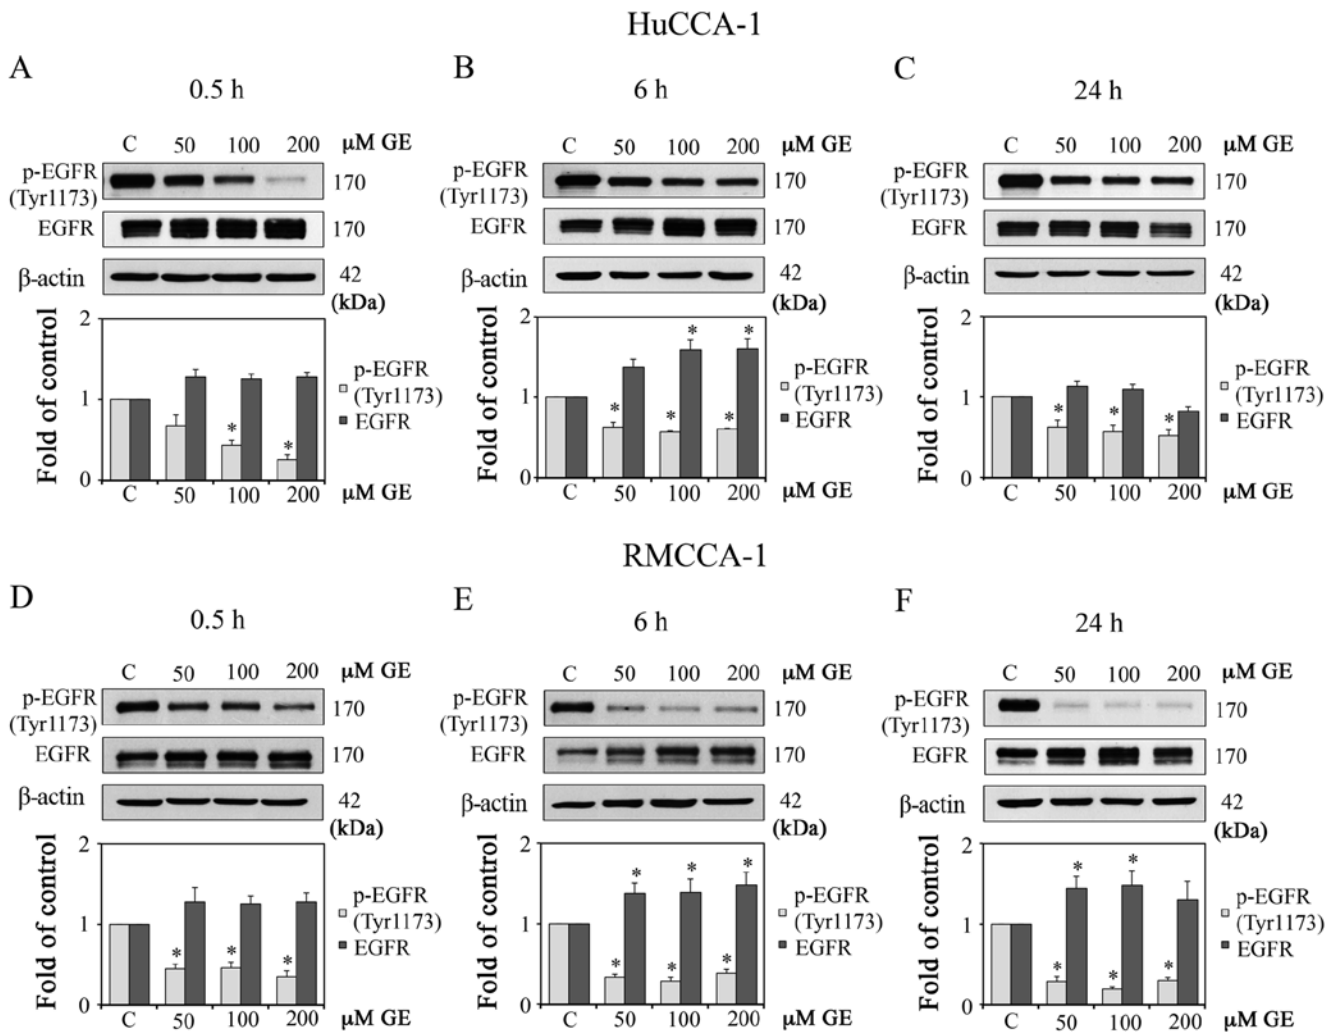 HuCCA-1
A
0.5 h
C 50 100 200 μM GE
p-EGFR
(Tyr1173)
170
EGFR
170
β-actin
42
(kDa)
Fold of control
2
1
0
p-EGFR
(Tyr1173)
EGFR
* *
C 50 100 200 μM GE
B
6 h
C 50 100 200 μM GE
p-EGFR
(Tyr1173)
170
EGFR
170
β-actin
42
(kDa)
Fold of control
2
1
0
p-EGFR
(Tyr1173)
EGFR
* *
* * *
C 50 100 200 μM GE
C
24 h
C 50 100 200 μM GE
p-EGFR
(Tyr1173)
170
EGFR
170
β-actin
42
(kDa)
Fold of control
2
1
0
p-EGFR
(Tyr1173)
EGFR
* * *
C 50 100 200 μM GE
RMCCA-1
D
0.5 h
C 50 100 200 μM GE
p-EGFR
(Tyr1173)
170
EGFR
170
β-actin
42
(kDa)
Fold of control
2
1
0
p-EGFR
(Tyr1173)
EGFR
* * *
C 50 100 200 μM GE
E
6 h
C 50 100 200 μM GE
p-EGFR
(Tyr1173)
170
EGFR
170
β-actin
42
(kDa)
Fold of control
2
1
0
p-EGFR
(Tyr1173)
EGFR
* * *
* * *
C 50 100 200 μM GE
F
24 h
C 50 100 200 μM GE
p-EGFR
(Tyr1173)
170
EGFR
170
β-actin
42
(kDa)
Fold of control
2
1
0
p-EGFR
(Tyr1173)
EGFR
* *
* * *
C 50 100 200 μM GE